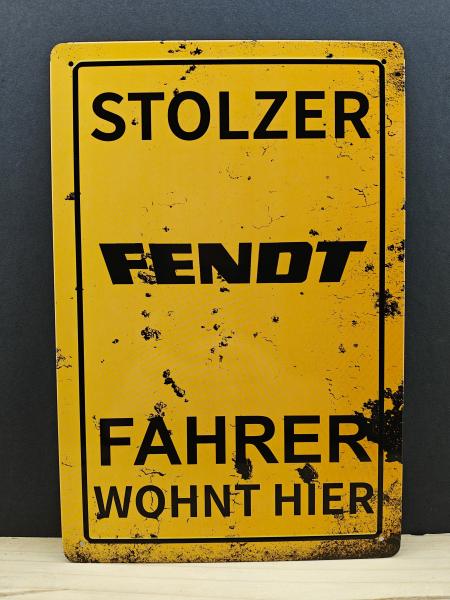 STOLZER
FENDT
FAHRER
WOHNT HIER